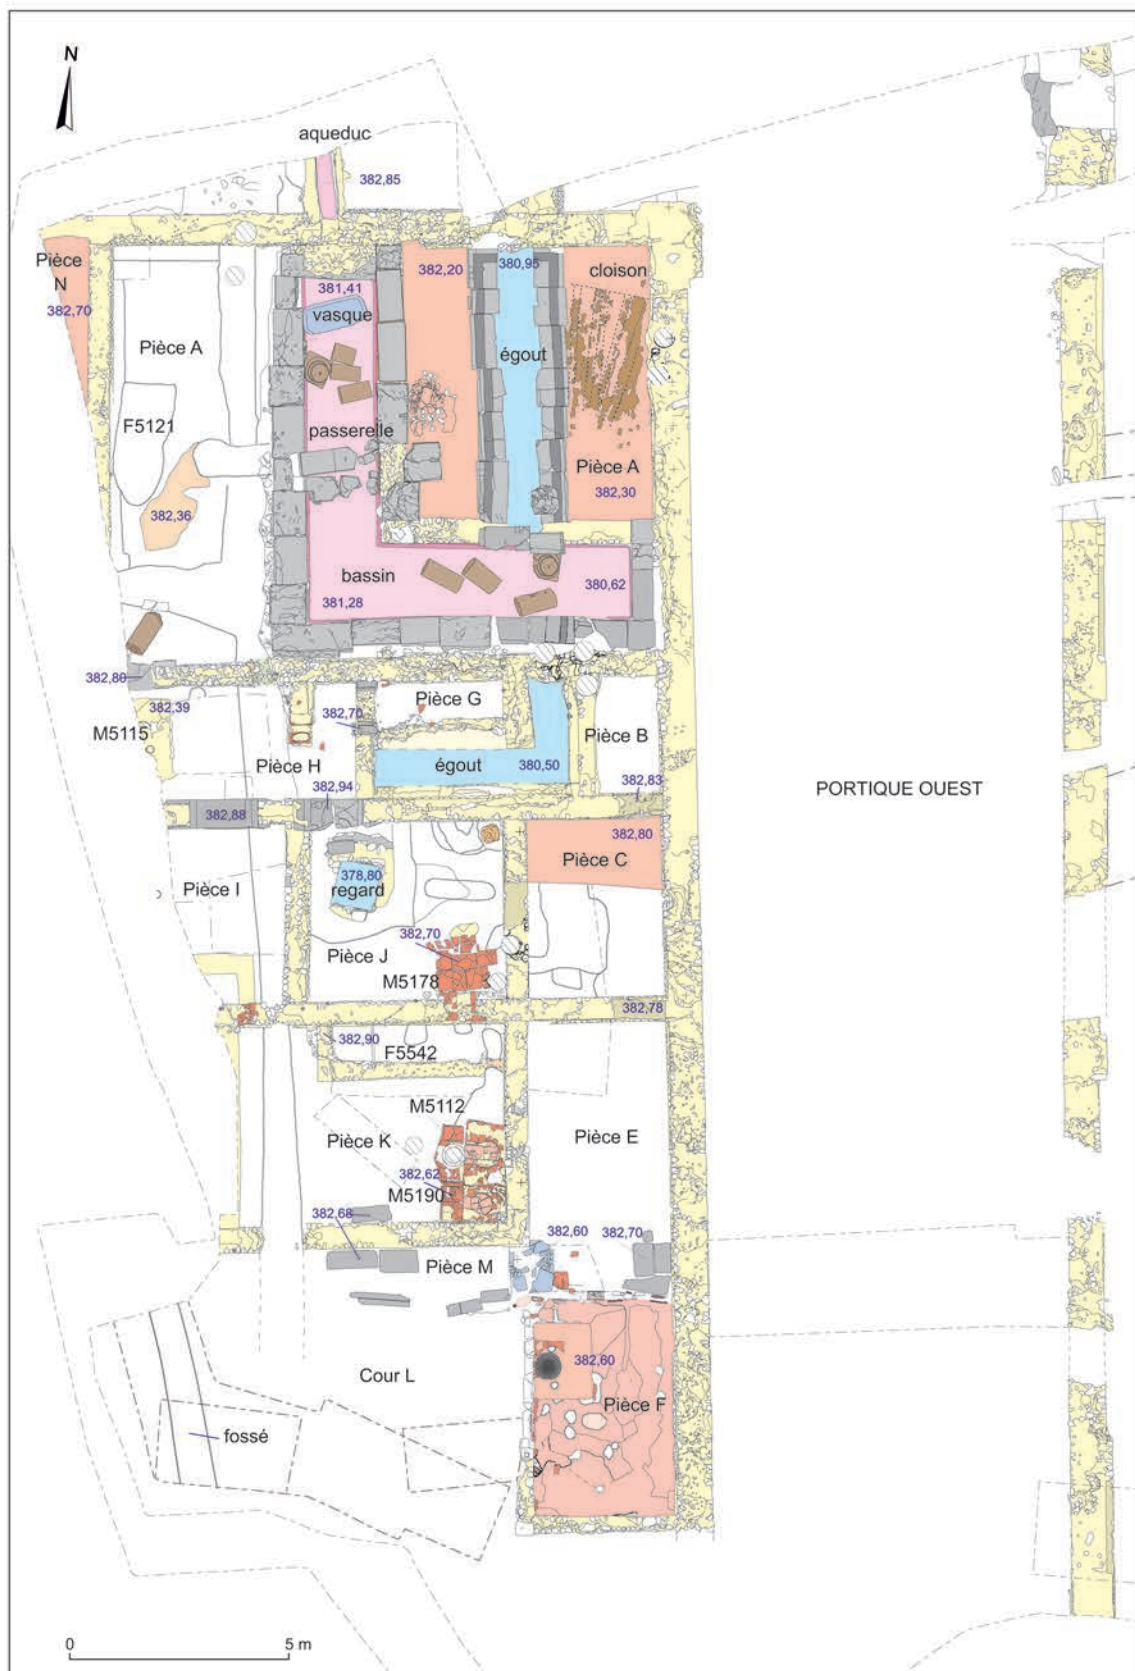 N
aqueduc
382,85
Pièce
N
382,70
Pièce A
F5121
382,36
381,41
vasque
passerelle
382,20
380,95
égout
cloison
Pièce A
382,30
bassin
381,28
380,62
382,80
382,39
M5115
382,70
Pièce G
Pièce B
Pièce H
égout
380,50
382,94
382,83
382,88
PORTIQUE OUEST
382,80
Pièce C
378,80
regard
Pièce I
382,70
Pièce J
M5178
382,78
382,90
F5542
M5112
Pièce K
Pièce E
382,62
M5190
382,68
382,60
382,70
Pièce M
Cour L
382,60
Pièce F
fossé
0
5 m